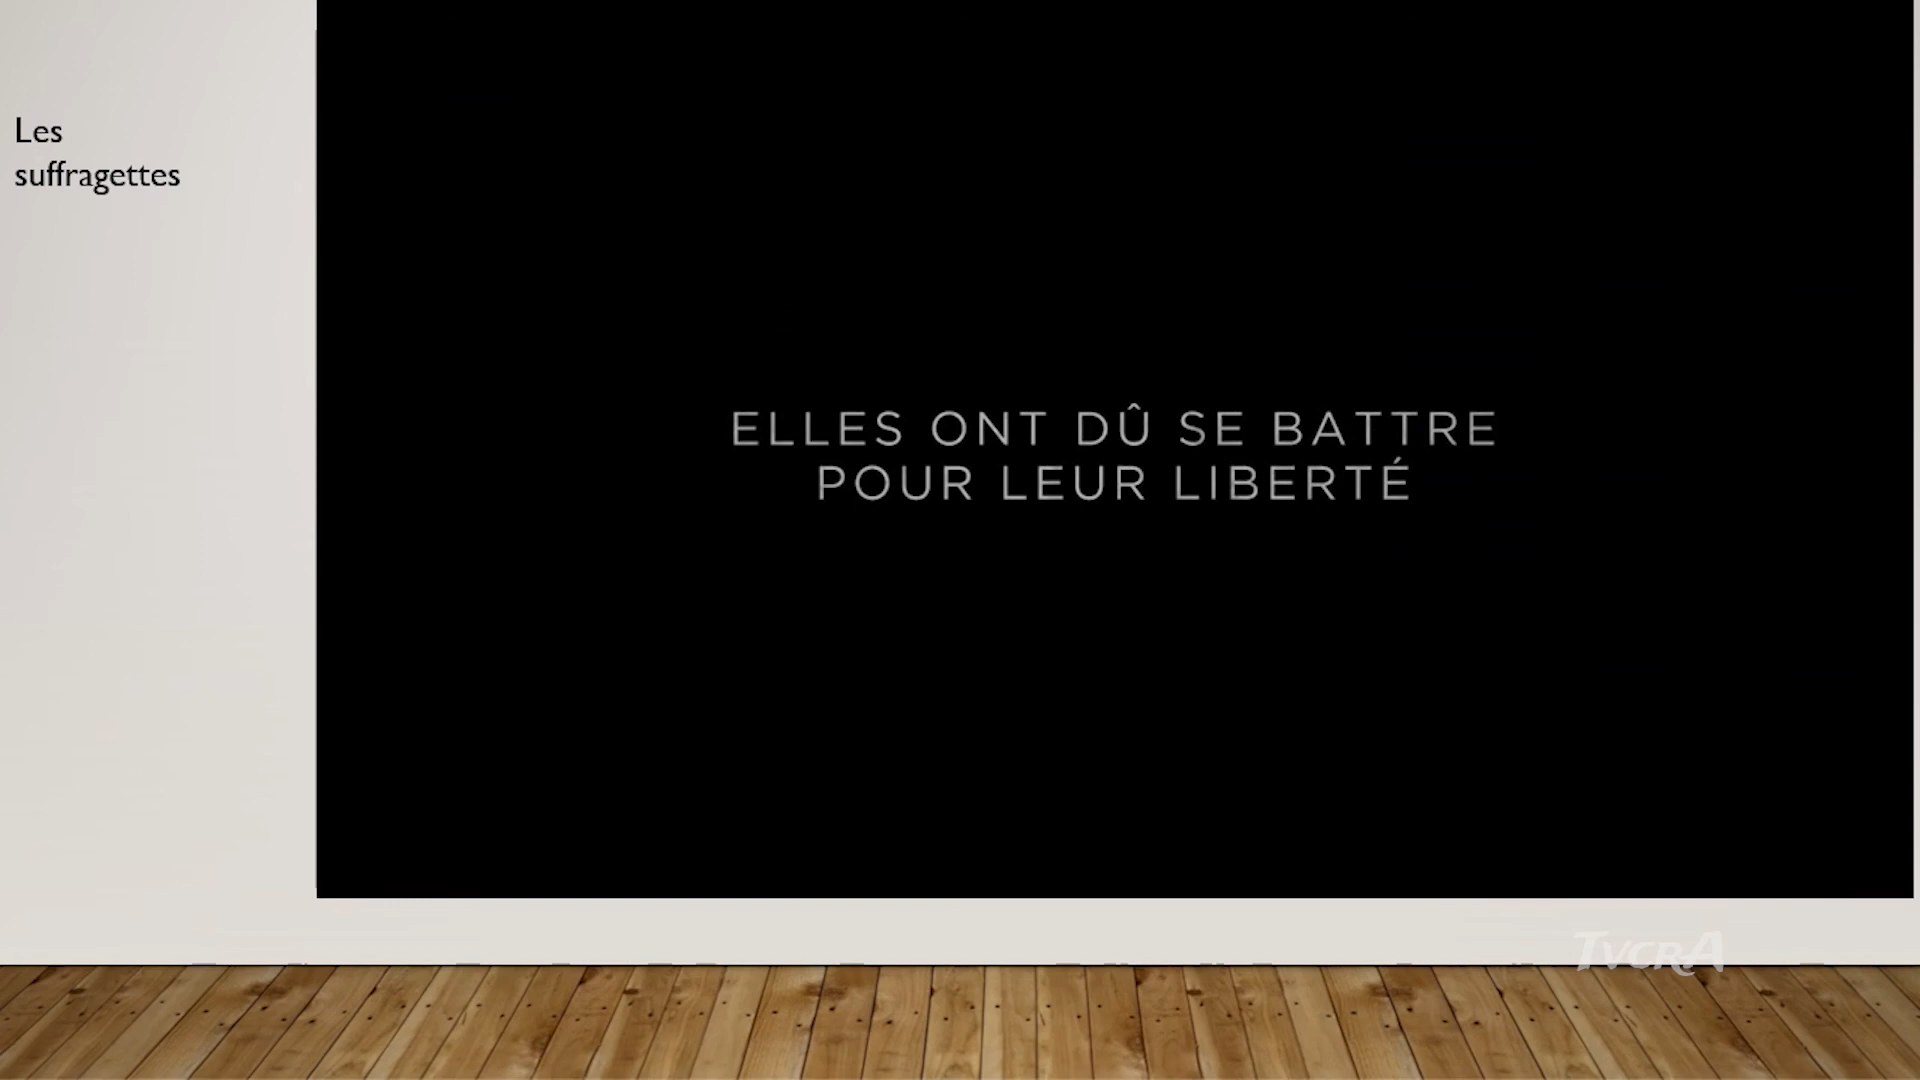 Les
suffragettes
ELLES ONT DÛ SE BATTRE
POUR LEUR LIBERTÉ
TVCRA